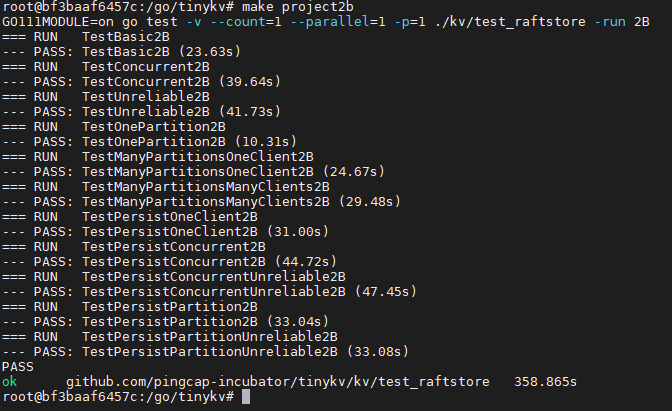 root@bf3baaf6457c:/go/tinykv# make project2b
GO111MODULE=on go test -v --count=1 --parallel=1 -p=1 ./kv/test_raftstore -run 2B
=== RUN   TestBasic2B
--- PASS: TestBasic2B (23.63s)
=== RUN   TestConcurrent2B
--- PASS: TestConcurrent2B (39.64s)
=== RUN   TestUnreliable2B
--- PASS: TestUnreliable2B (41.73s)
=== RUN   TestOnePartition2B
--- PASS: TestOnePartition2B (10.31s)
=== RUN   TestManyPartitionsOneClient2B
--- PASS: TestManyPartitionsOneClient2B (24.67s)
=== RUN   TestManyPartitionsManyClients2B
--- PASS: TestManyPartitionsManyClients2B (29.48s)
=== RUN   TestPersistOneClient2B
--- PASS: TestPersistOneClient2B (31.00s)
=== RUN   TestPersistConcurrent2B
--- PASS: TestPersistConcurrent2B (44.72s)
=== RUN   TestPersistConcurrentUnreliable2B
--- PASS: TestPersistConcurrentUnreliable2B (47.45s)
=== RUN   TestPersistPartition2B
--- PASS: TestPersistPartition2B (33.04s)
=== RUN   TestPersistPartitionUnreliable2B
--- PASS: TestPersistPartitionUnreliable2B (33.08s)
PASS
ok      github.com/pingcap-incubator/tinykv/kv/test_raftstore   358.865s
root@bf3baaf6457c:/go/tinykv#